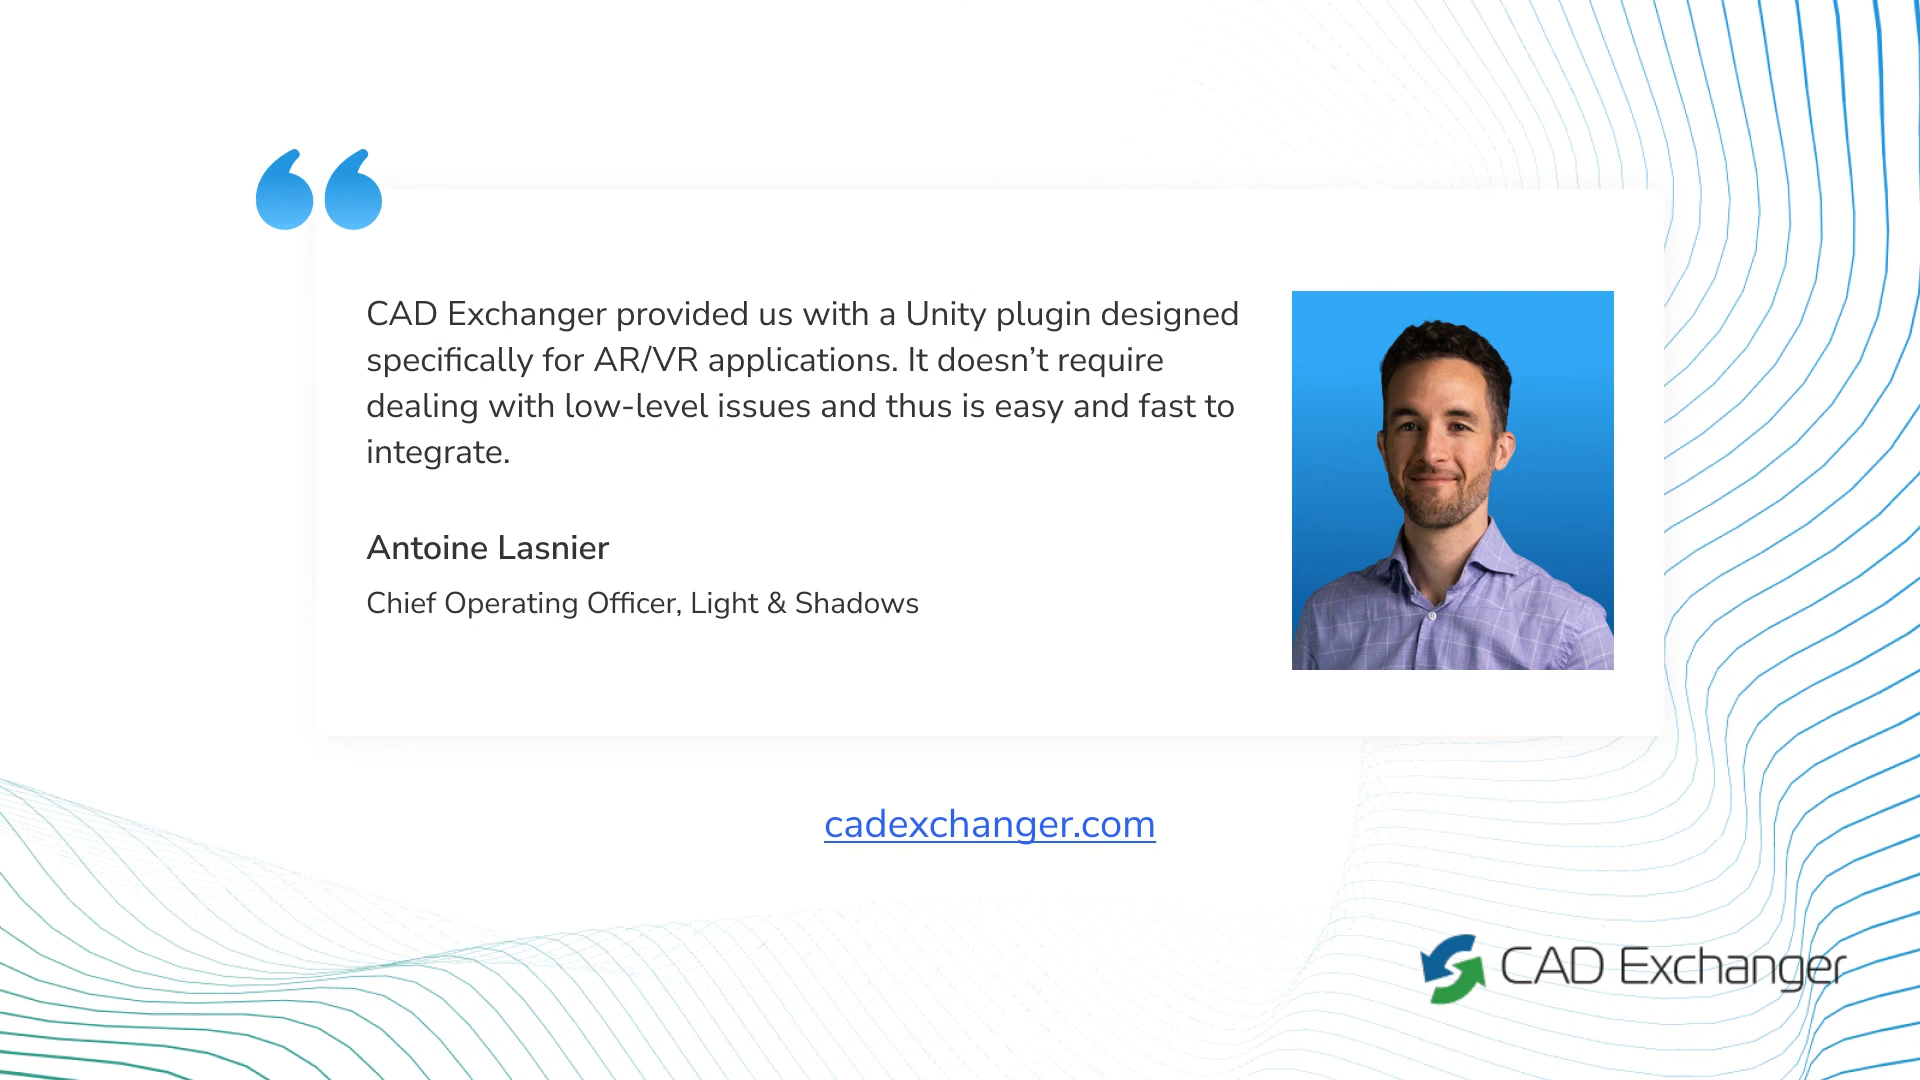 CAD Exchanger provided us with a Unity plugin designed
specifically for AR/VR applications. It doesn’t require
dealing with low-level issues and thus is easy and fast to
integrate.
Antoine Lasnier
Chief Operating Officer, Light & Shadows
cadexchanger.com
CAD Exchanger